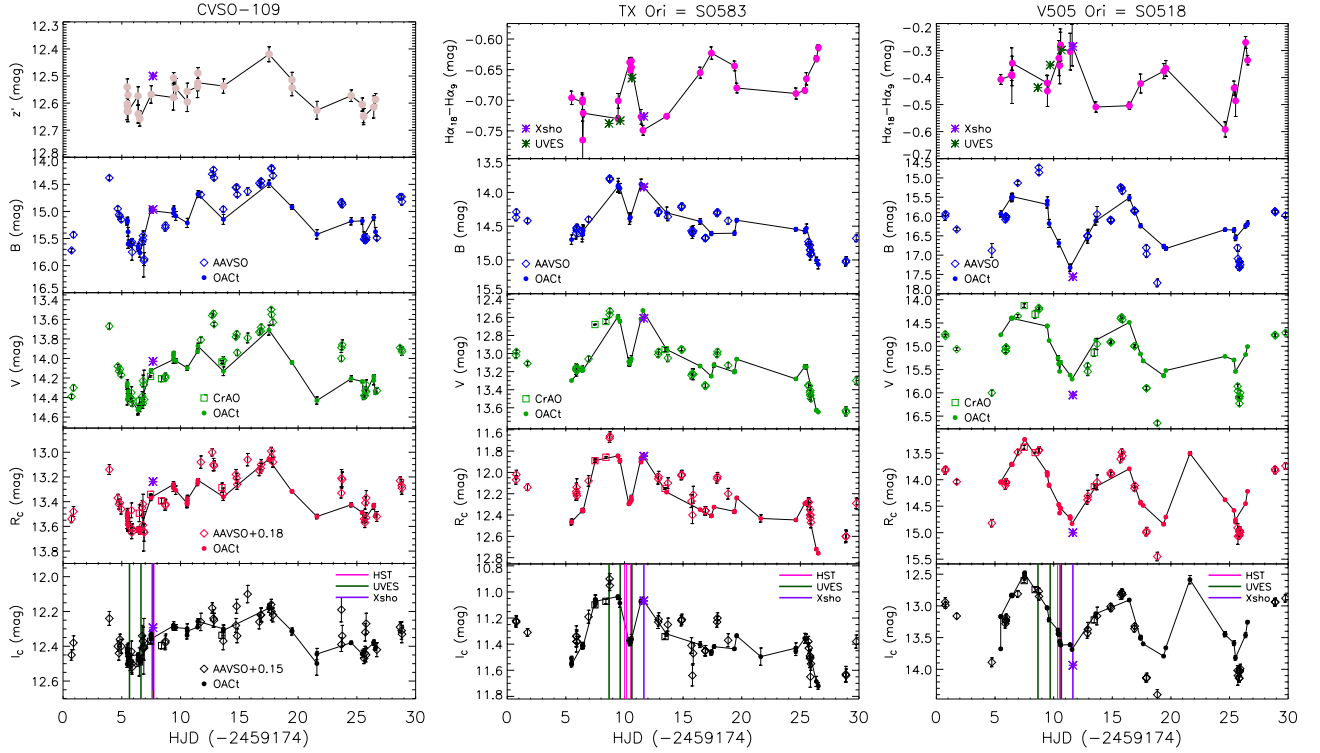 CVSO−109
12.3
12.4
12.5
12.6
12.7
12.8
z' (mag)
14.0
14.5
15.0
15.5
16.0
16.5
B (mag)
AAVSO
OACt
13.4
13.6
13.8
14.0
14.2
14.4
14.6
V (mag)
CrAO
OACt
13.0
13.2
13.4
13.6
13.8
Rc (mag)
AAVSO+0.18
OACt
12.0
12.2
12.4
12.6
Ic (mag)
HST
UVES
Xsho
AAVSO+0.15
OACt
0 5 10 15 20 25 30
HJD (−2459174)
TX Ori = SO583
−0.60
−0.65
−0.70
−0.75
Hα18−Hα9 (mag)
Xsho
UVES
13.5
14.0
14.5
15.0
B (mag)
AAVSO
OACt
12.4
12.6
12.8
13.0
13.2
13.4
13.6
V (mag)
CrAO
OACt
11.6
11.8
12.0
12.2
12.4
12.6
12.8
Rc (mag)
AAVSO
OACt
10.8
11.0
11.2
11.4
11.6
11.8
Ic (mag)
HST
UVES
Xsho
AAVSO
OACt
0 5 10 15 20 25 30
HJD (−2459174)
V505 Ori = SO518
−0.2
−0.3
−0.4
−0.5
−0.6
−0.7
Hα18−Hα9 (mag)
Xsho
UVES
14.5
15.0
15.5
16.0
16.5
17.0
17.5
18.0
B (mag)
AAVSO
OACt
14.0
14.5
15.0
15.5
16.0
16.5
V (mag)
CrAO
OACt
13.5
14.0
14.5
15.0
15.5
Rc (mag)
AAVSO
OACt
12.5
13.0
13.5
14.0
Ic (mag)
HST
UVES
Xsho
AAVSO
OACt
0 5 10 15 20 25 30
HJD (−2459174)